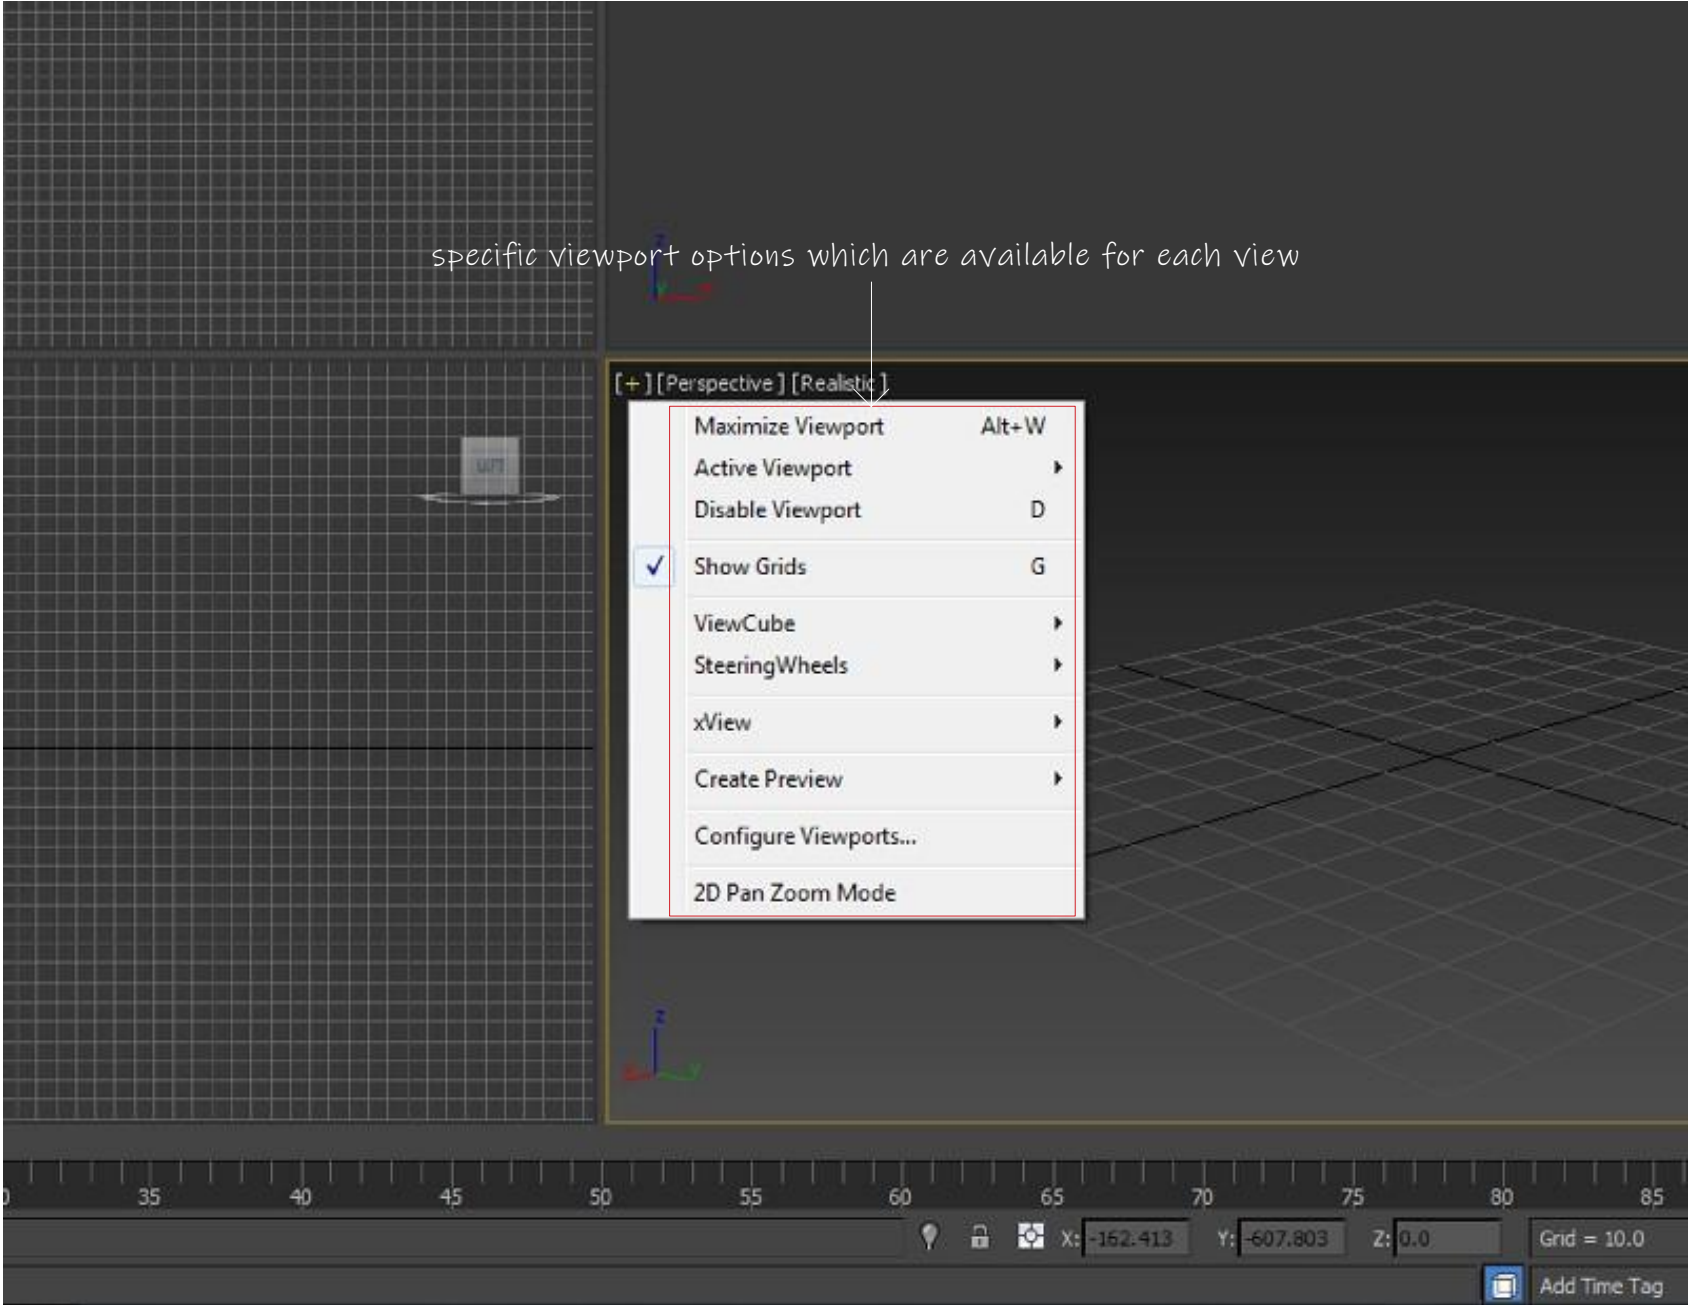 z
specific viewport options which are available for each view
y x
[+][Perspective][Realistic]
Maximize Viewport Alt+W
Active Viewport
Disable Viewport D
Show Grids G
ViewCube
SteeringWheels
xView
Create Preview
Configure Viewports...
2D Pan Zoom Mode
LEFT
z
x y
35 40 45 50 55 60 65 70 75 80 85
X: -162.413 Y: -607.803 Z: 0.0 Grid = 10.0
Add Time Tag